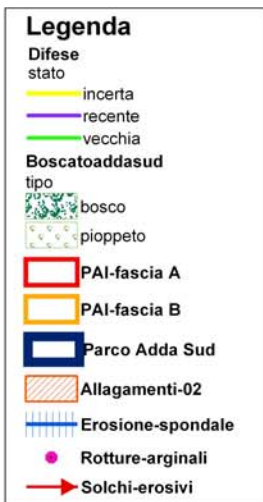 Legenda
Difese
stato
incerta
recente
vecchia
Boscatoaddasud
tipo
bosco
pioppeto
PAI-fascia A
PAI-fascia B
Parco Adda Sud
Allagamenti-02
Erosione-spondale
Rotture-arginali
Solchi-erosivi